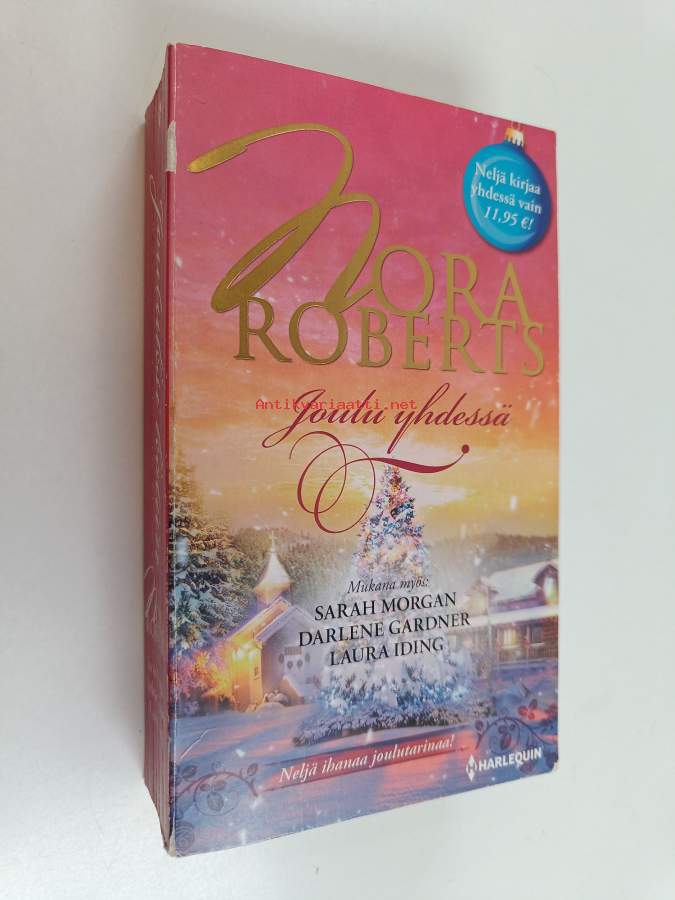 Neljä kirjaa
yhdessä vain
11,95 €!
NORA
ROBERTS
Antikvariaatti.net
Joulu yhdessä
Mukana myös:
SARAH MORGAN
DARLENE GARDNER
LAURA IDING
Neljä ihanaa joulutarinaa!
HARLEQUIN